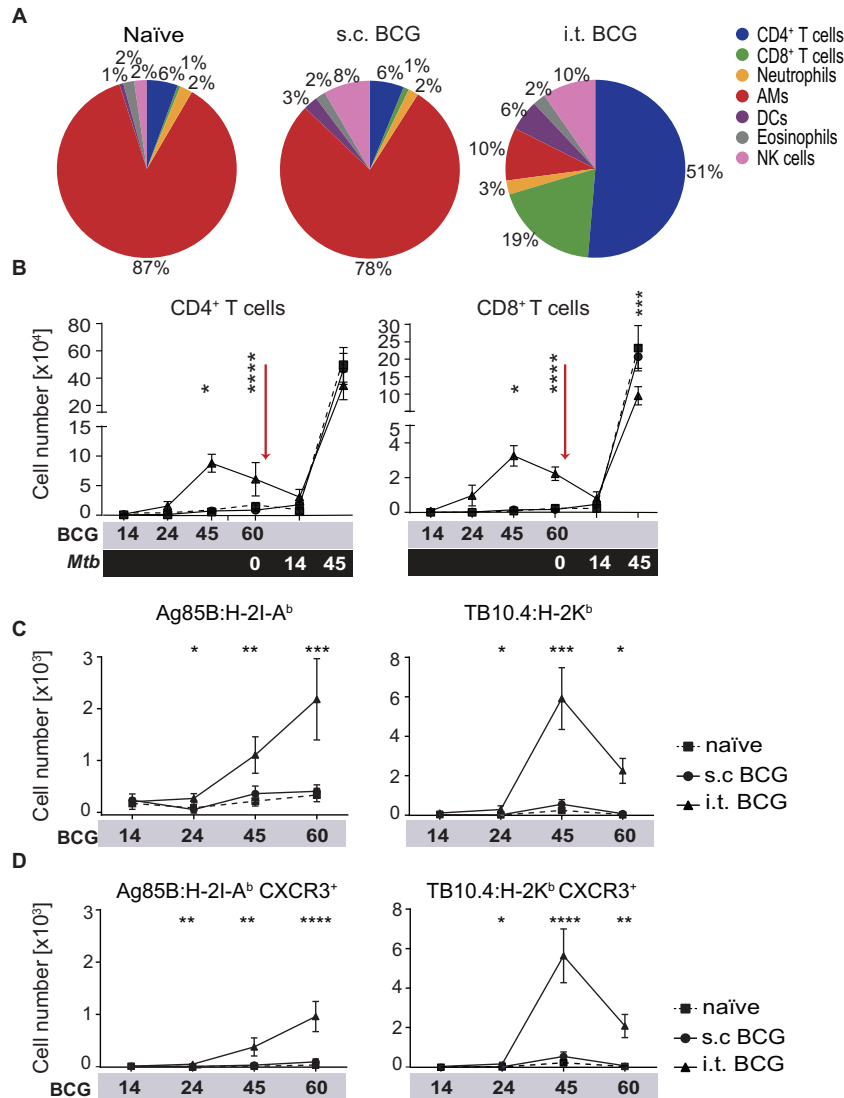 A
Naïve
s.c. BCG
i.t. BCG
CD4⁺ T cells
CD8⁺ T cells
Neutrophils
AMs
DCs
Eosinophils
NK cells
2%
1%
2%
6%
1%
2%
87%
2%
8%
3%
6%
1%
2%
78%
10%
2%
6%
10%
3%
19%
51%
B
CD4⁺ T cells
CD8⁺ T cells
Cell number [x10⁴]
80
60
40
20
15
10
5
0
*
****
30
25
20
15
10
5
4
2
0
*
****
***
BCG 14 24 45 60
Mtb 0 14 45
14 24 45 60
0 14 45
C
Ag85B:H-2I-Aᵇ
TB10.4:H-2Kᵇ
Cell number [x10³]
3
2
1
0
* ** ***
6
4
2
0
* *** *
BCG 14 24 45 60
14 24 45 60
naïve
s.c BCG
i.t. BCG
D
Ag85B:H-2I-Aᵇ CXCR3⁺
TB10.4:H-2Kᵇ CXCR3⁺
Cell number [x10³]
3
2
1
0
** ** ****
6
4
2
0
* **** **
BCG 14 24 45 60
14 24 45 60
naïve
s.c BCG
i.t. BCG